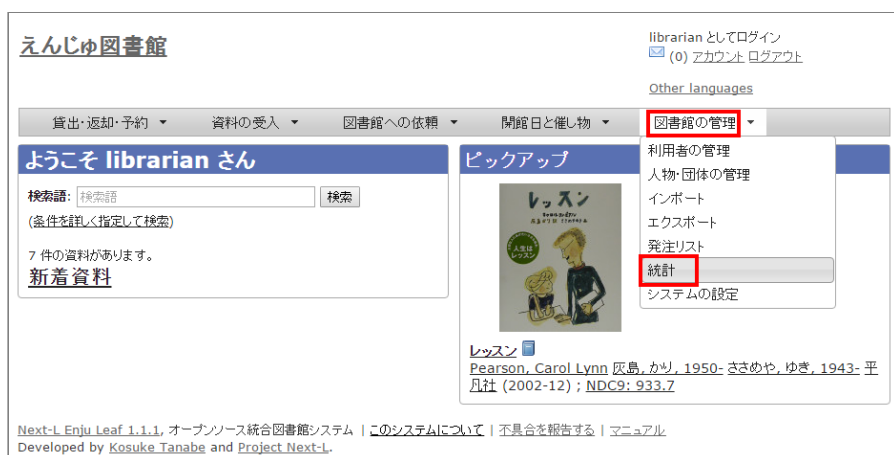 えんじゅ図書館
librarian としてログイン
(0) アカウント ログアウト
Other languages
貸出・返却・予約 ▼ 資料の受入 ▼ 図書館への依頼 ▼ 開館日と催し物 ▼ 図書館の管理 ▼
ようこそ librarian さん
検索語: 検索語 検索
(条件を詳しく指定して検索)
7 件の資料があります。
新着資料
ピックアップ
レッスン
人生は
レッスン
利用者の管理
人物・団体の管理
インポート
エクスポート
発注リスト
統計
システムの設定
レッスン
Pearson, Carol Lynn 灰島, かり, 1950- ささめや, ゆき, 1943- 平
凡社 (2002-12) ; NDC9: 933.7
Next-L Enju Leaf 1.1.1, オープンソース統合図書館システム | このシステムについて | 不具合を報告する | マニュアル
Developed by Kosuke Tanabe and Project Next-L.